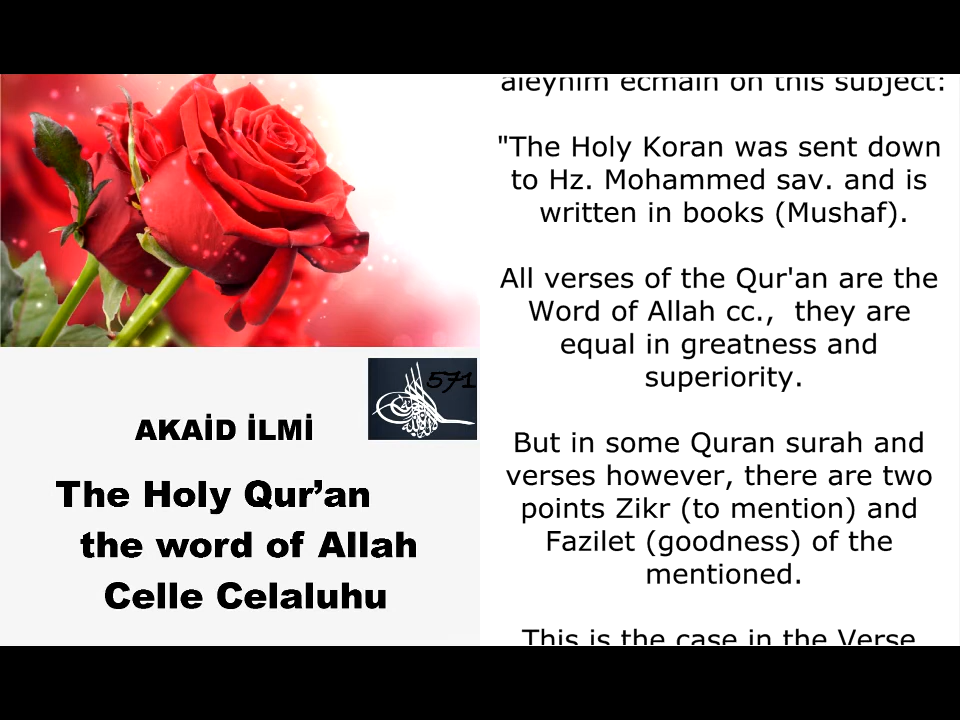 571
AKAİD İLMİ
The Holy Qur’an
the word of Allah
Celle Celaluhu
aleyhim ecmain on this subject:
"The Holy Koran was sent down
to Hz. Mohammed sav. and is
written in books (Mushaf).
All verses of the Qur'an are the
Word of Allah cc., they are
equal in greatness and
superiority.
But in some Quran surah and
verses however, there are two
points Zikr (to mention) and
Fazilet (goodness) of the
mentioned.
This is the case in the Verse